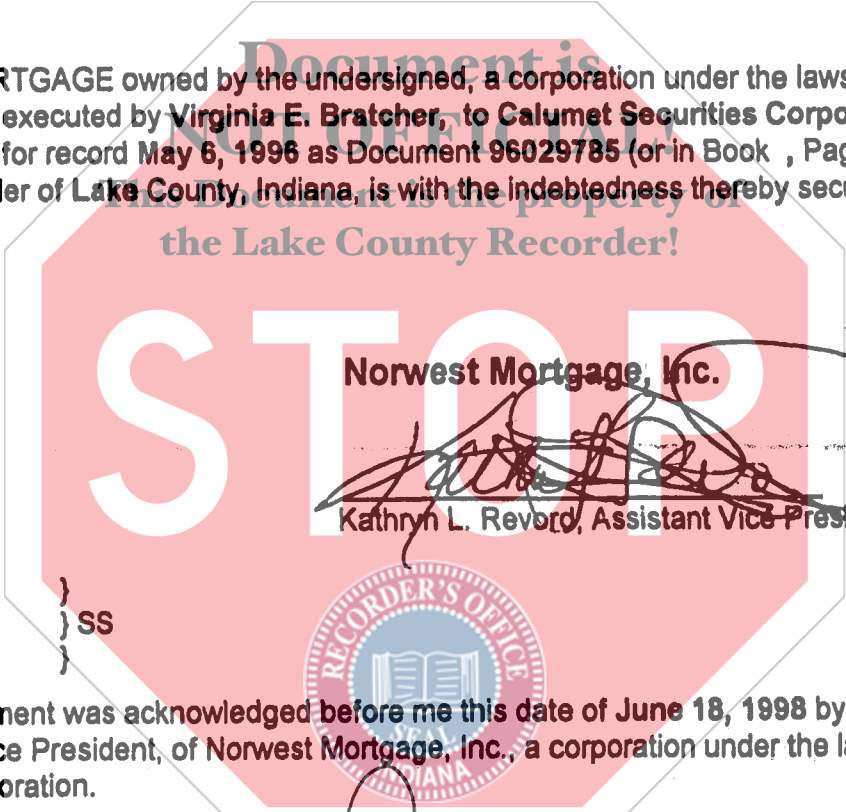 Document is
RTGAGE owned by the undersigned, a corporation under the laws
executed by Virginia E. Bratcher, to Calumet Securities Corpo
NOT OFFICIAL!
for record May 6, 1996 as Document 96029785 (or in Book , Pag
er of Lake County, Indiana, is with the indebtedness thereby secu
This Document is the property of
the Lake County Recorder!
STOP
Norwest Mortgage, Inc.
Kathryn L. Revord, Assistant Vice Pres
}
} SS
}
RECORDER'S OFFICE
SEAL
INDIANA
ment was acknowledged before me this date of June 18, 1998 by
ce President, of Norwest Mortgage, Inc., a corporation under the la
oration.